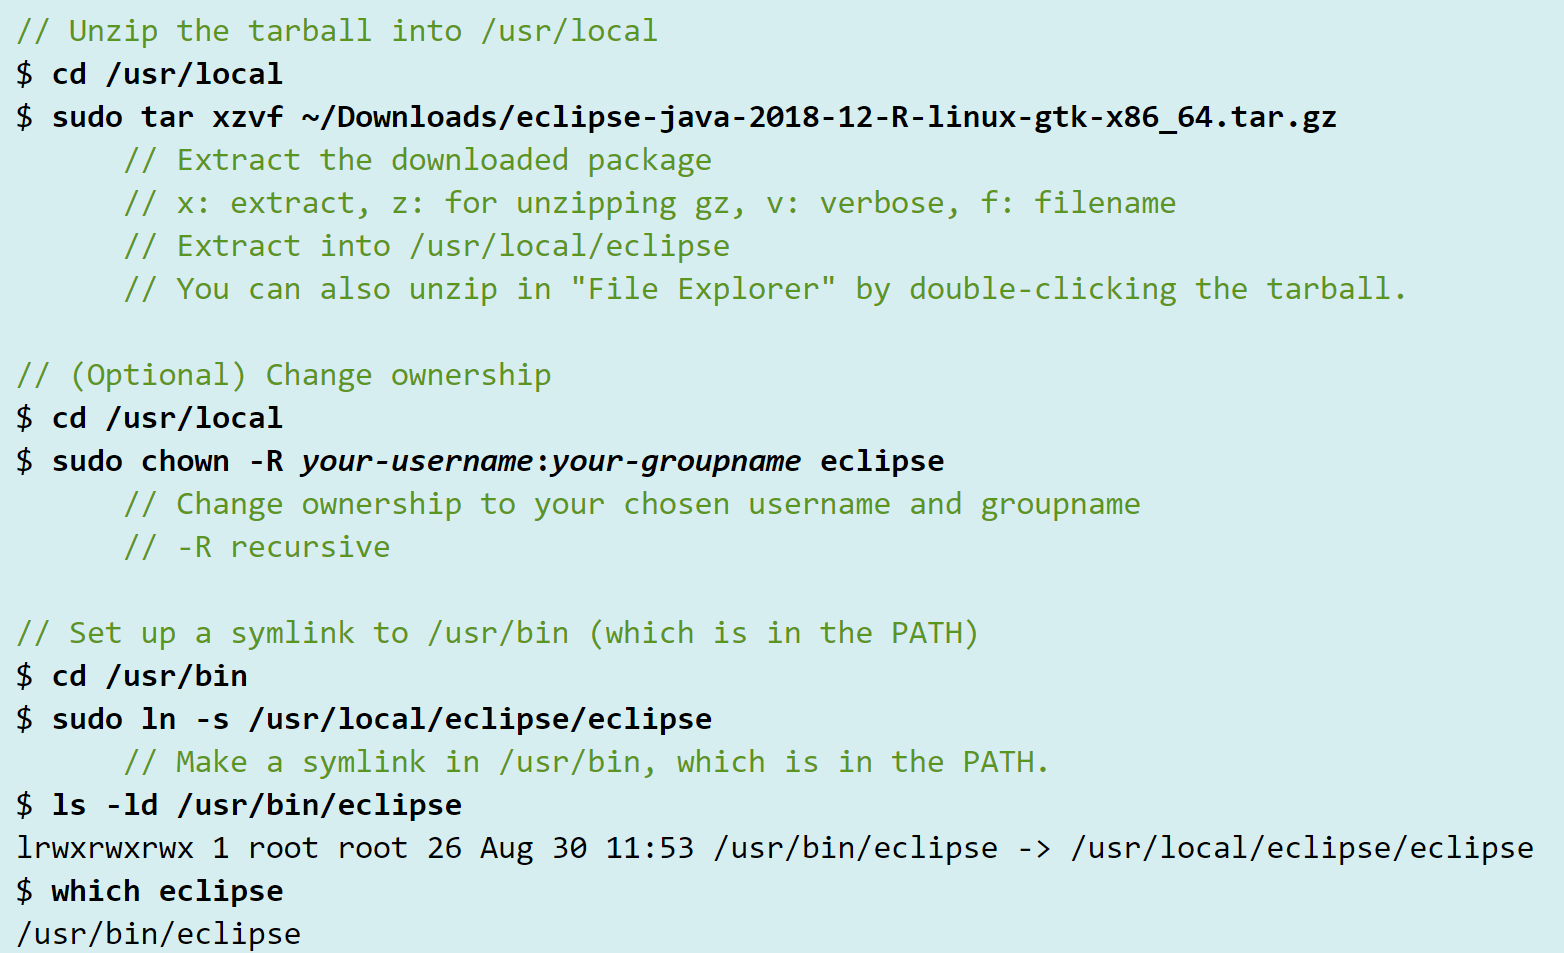 // Unzip the tarball into /usr/local
$ cd /usr/local
$ sudo tar xzvf ~/Downloads/eclipse-java-2018-12-R-linux-gtk-x86_64.tar.gz
// Extract the downloaded package
// x: extract, z: for unzipping gz, v: verbose, f: filename
// Extract into /usr/local/eclipse
// You can also unzip in "File Explorer" by double-clicking the tarball.
// (Optional) Change ownership
$ cd /usr/local
$ sudo chown -R your-username:your-groupname eclipse
// Change ownership to your chosen username and groupname
// -R recursive
// Set up a symlink to /usr/bin (which is in the PATH)
$ cd /usr/bin
$ sudo ln -s /usr/local/eclipse/eclipse
// Make a symlink in /usr/bin, which is in the PATH.
$ ls -ld /usr/bin/eclipse
lrwxrwxrwx 1 root root 26 Aug 30 11:53 /usr/bin/eclipse -> /usr/local/eclipse/eclipse
$ which eclipse
/usr/bin/eclipse